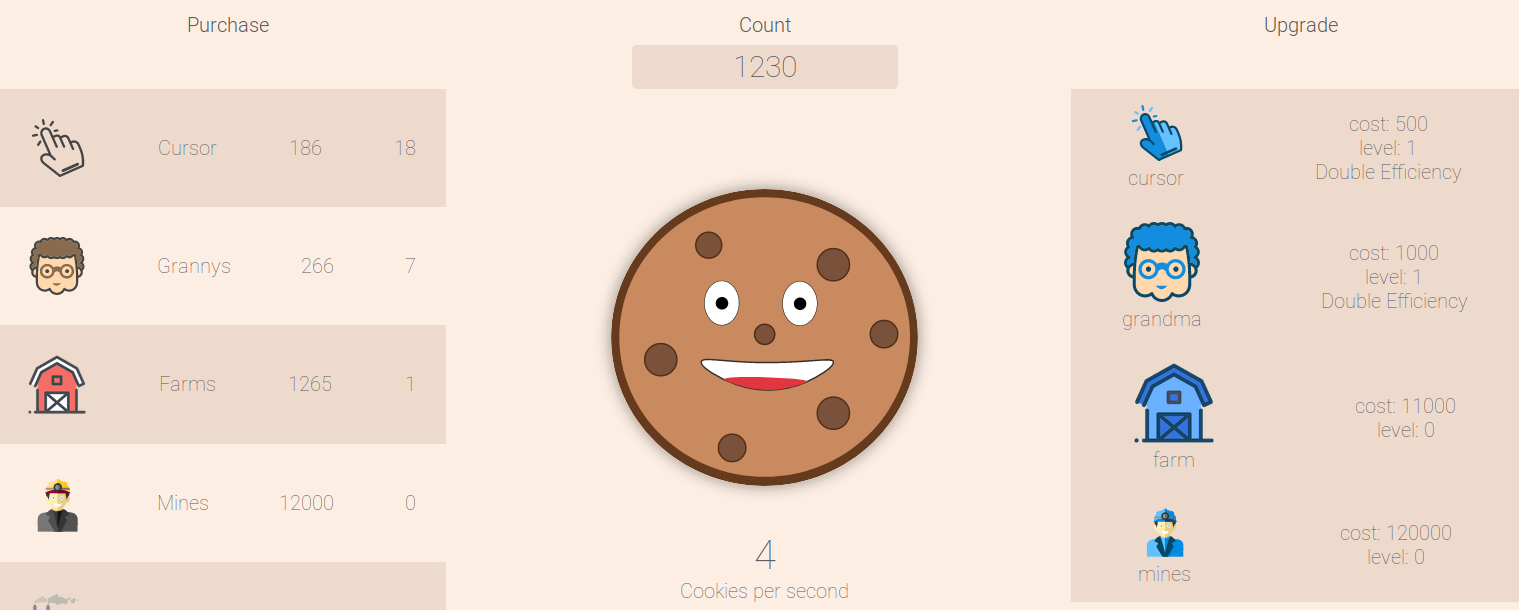 Purchase
Cursor 186 18
Grannys 266 7
Farms 1265 1
Mines 12000 0
Count
1230
4
Cookies per second
Upgrade
cursor
cost: 500
level: 1
Double Efficiency
grandma
cost: 1000
level: 1
Double Efficiency
farm
cost: 11000
level: 0
mines
cost: 120000
level: 0